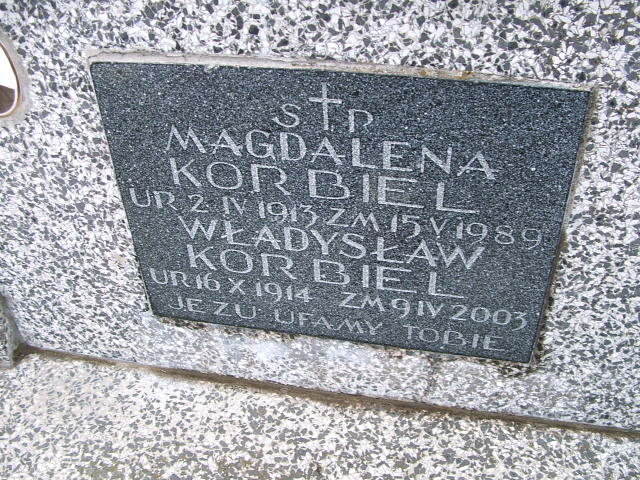 S † P
MAGDALENA
KORBIEL
UR 2 IV 1913 ZM 15 V 1989
WŁADYSŁAW
KORBIEL
UR 16 X 1914 ZM 9 IV 2003
JEZU UFAMY TOBIE